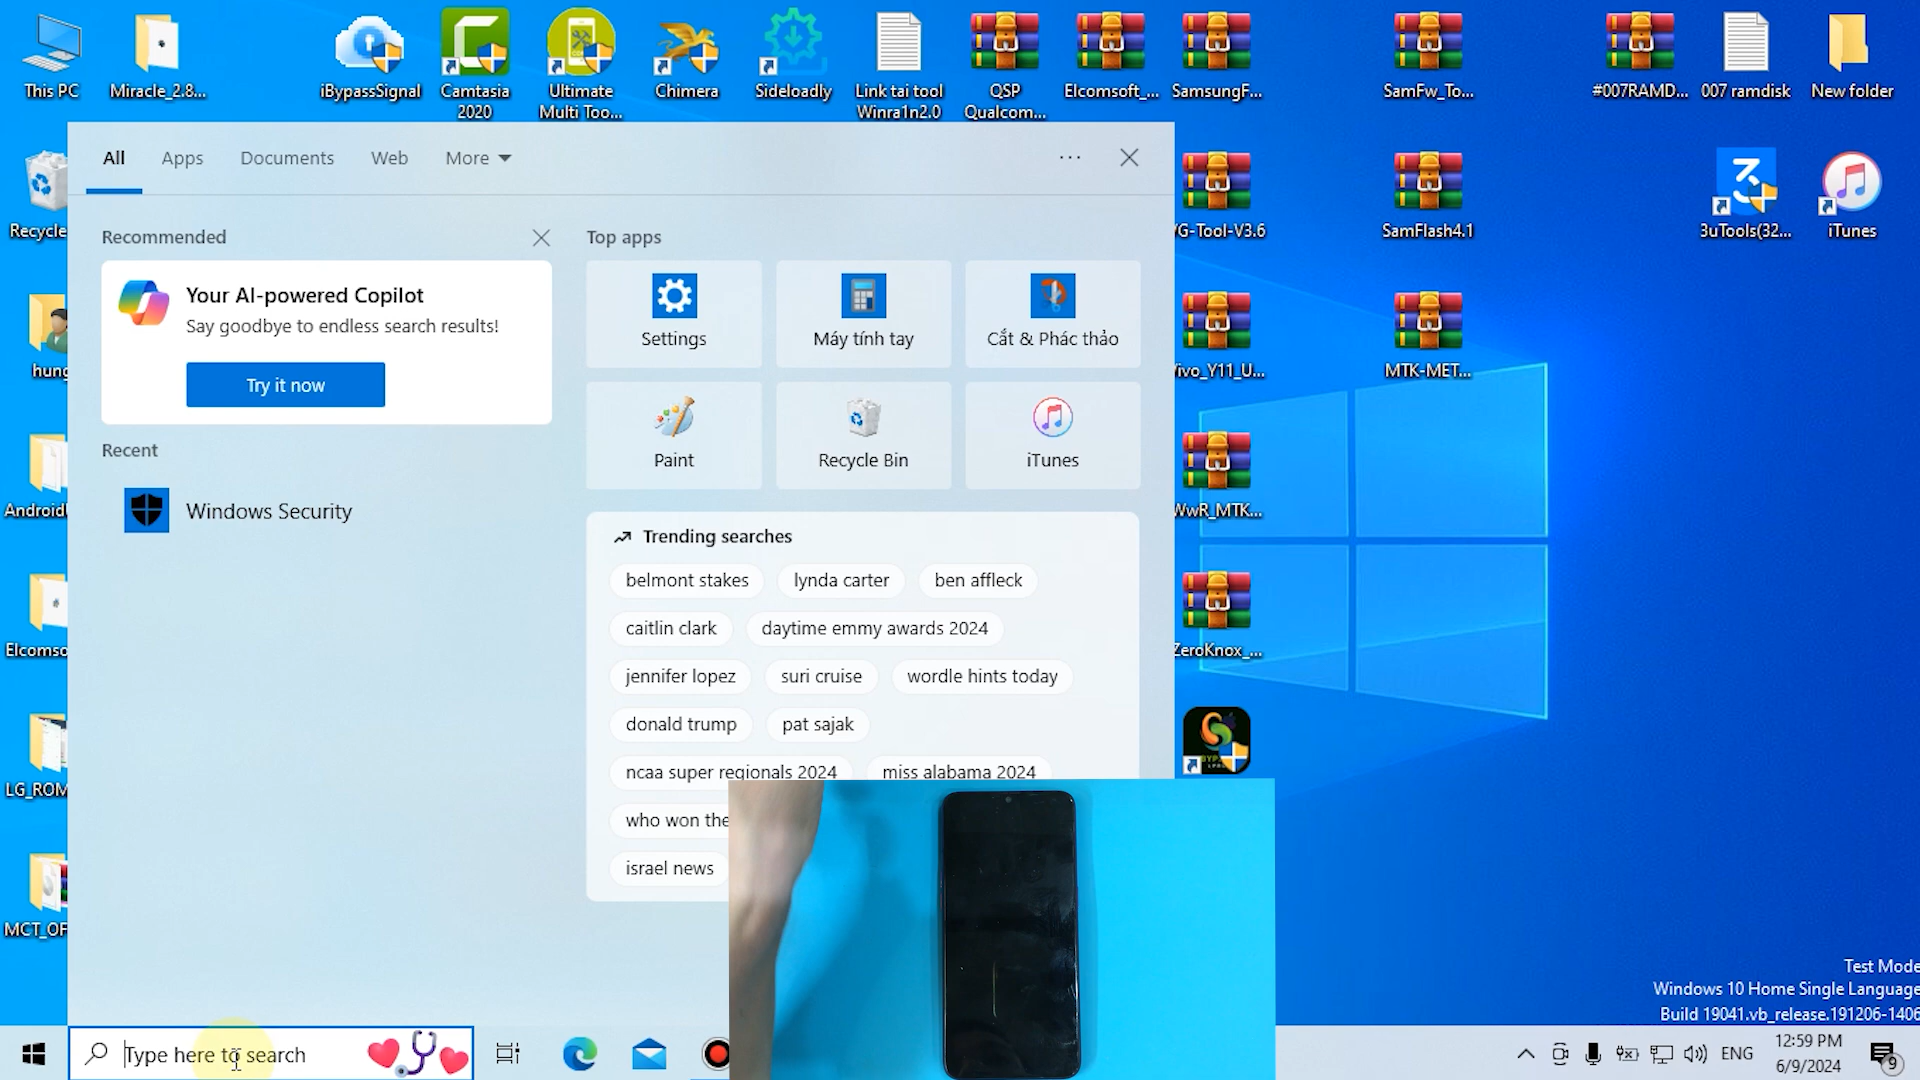 This PC
Miracle_2.8...
iBypassSignal
Camtasia
2020
Ultimate
Multi Too...
Chimera
Sideloadly
Link tai tool
Winra1n2.0
QSP
Qualcom...
Elcomsoft_...
SamsungF...
SamFw_To...
#007RAMD...
007 ramdisk
New folder
All
Apps
Documents
Web
More
Recycle
VG-Tool-V3.6
SamFlash4.1
3uTools(32...
iTunes
Recommended
Your AI-powered Copilot
Say goodbye to endless search results!
Try it now
Top apps
Settings
Máy tính tay
Cắt & Phác thảo
Paint
Recycle Bin
iTunes
hung
Vivo_Y11_U...
MTK-MET...
Recent
Windows Security
Android
WwR_MTK...
Trending searches
belmont stakes
lynda carter
ben affleck
caitlin clark
daytime emmy awards 2024
jennifer lopez
suri cruise
wordle hints today
donald trump
pat sajak
ncaa super regionals 2024
miss alabama 2024
who won the
israel news
Elcomso
ZeroKnox_...
LG_ROM
MCT_OF
Test Mode
Windows 10 Home Single Language
Build 19041.vb_release.191206-1406
Type here to search
ENG
12:59 PM
6/9/2024
9